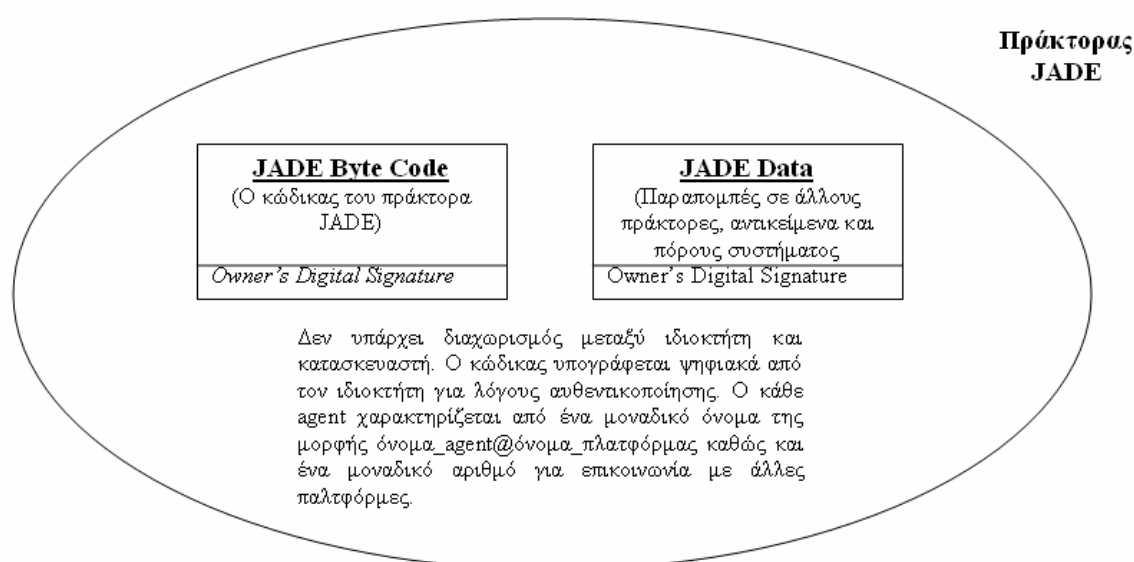 Πράκτορας
JADE
JADE Byte Code
(Ο κώδικας του πράκτορα
JADE)
Owner's Digital Signature
JADE Data
(Παραπομπές σε άλλους
πράκτορες, αντικείμενα και
πόρους συστήματος
Owner's Digital Signature
Δεν υπάρχει διαχωρισμός μεταξύ ιδιοκτήτη και
κατασκευαστή. Ο κώδικας υπογράφεται ψηφιακά από
τον ιδιοκτήτη για λόγους αυθεντικοποίησης. Ο κάθε
agent χαρακτηρίζεται από ένα μοναδικό όνομα της
μορφής όνομα_agent@όνομα_πλατφόρμας καθώς και
ένα μοναδικό αριθμό για επικοινωνία με άλλες
παλτφόρμες.